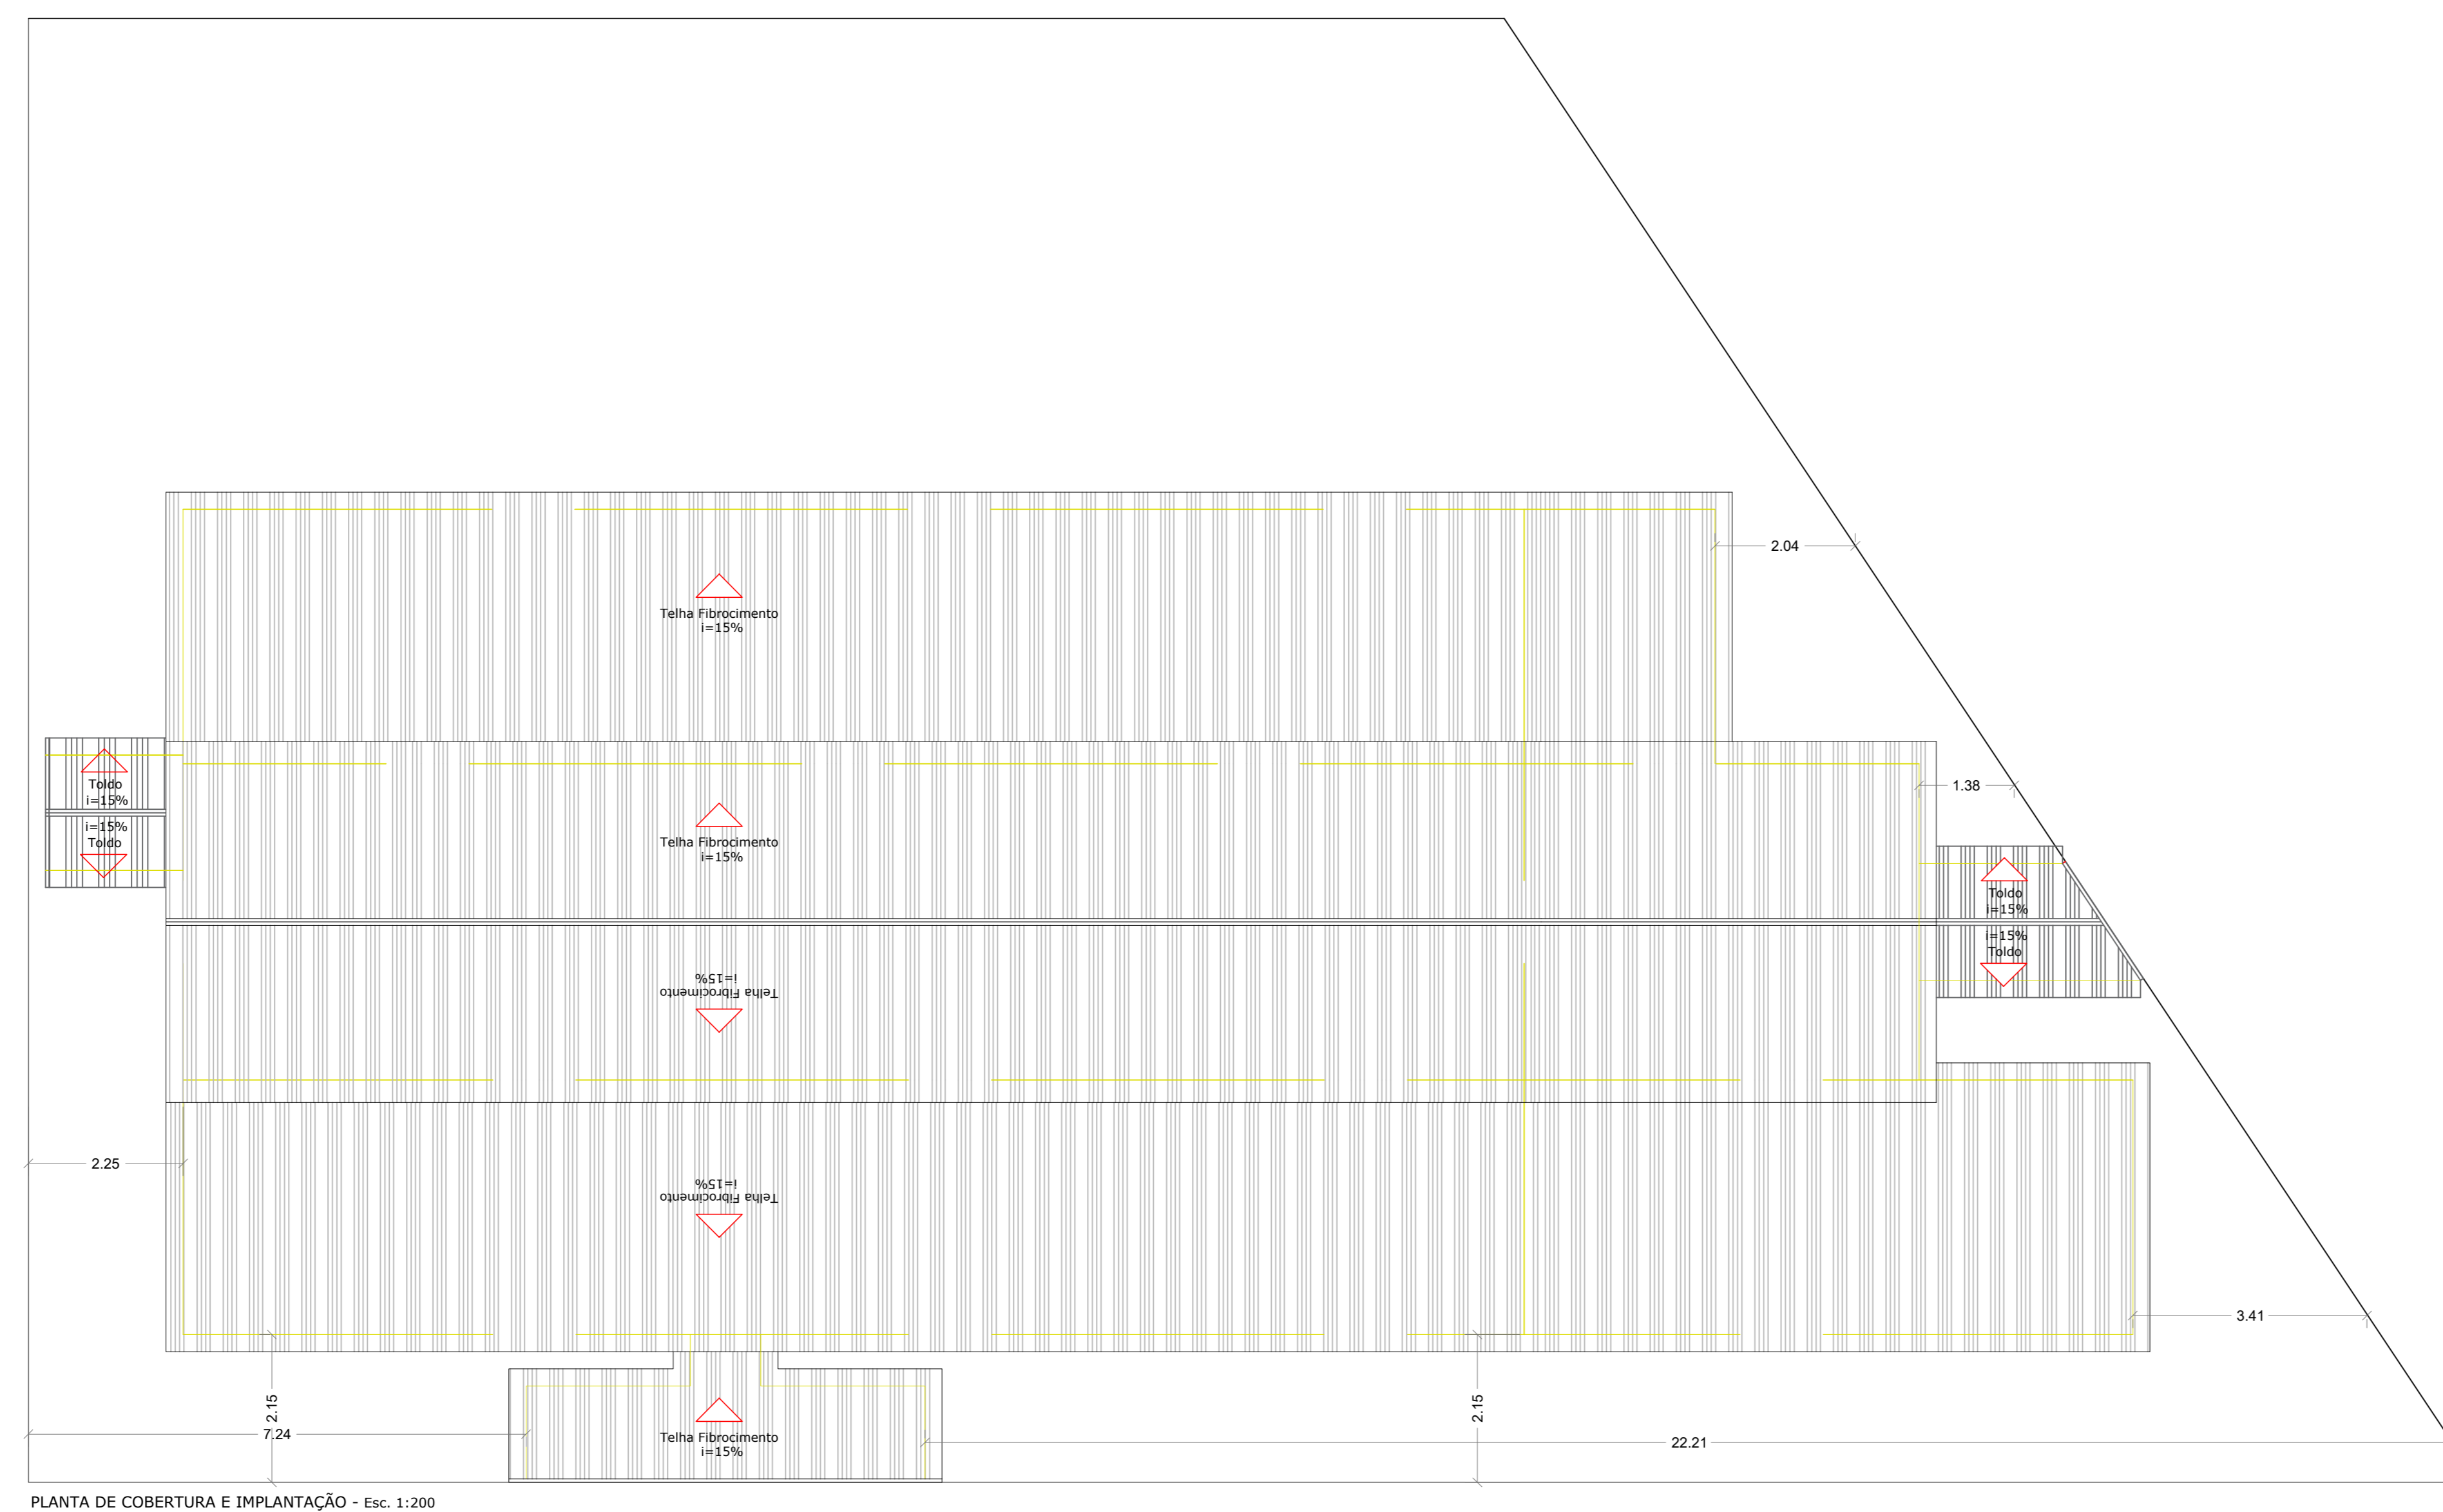 2.04
Telha Fibrocimento
i=15%
1.38
Toldo
i=15%
i=15%
Toldo
Telha Fibrocimento
i=15%
Toldo
i=15%
i=15%
Toldo
Telha Fibrocimento
i=15%
2.25
Telha Fibrocimento
i=15%
3.41
2.15
7.24
2.15
Telha Fibrocimento
i=15%
22.21
PLANTA DE COBERTURA E IMPLANTAÇÃO - Esc. 1:200